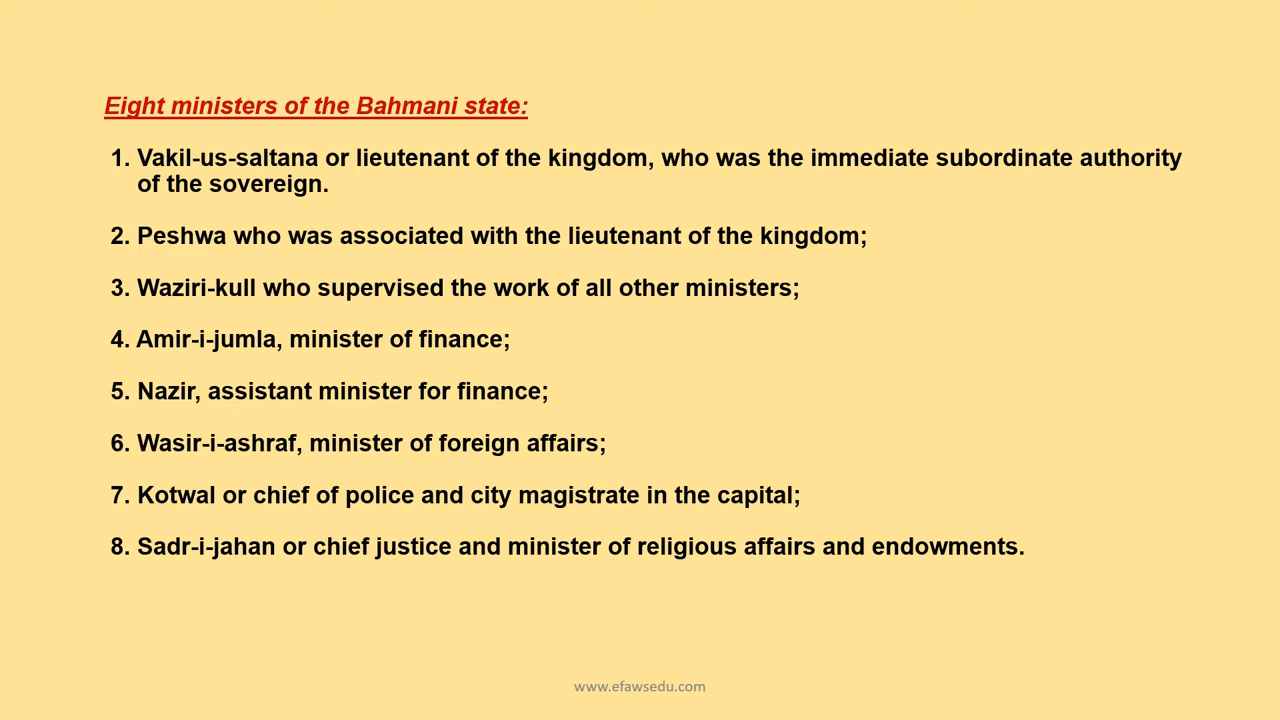 Eight ministers of the Bahmani state:
1. Vakil-us-saltana or lieutenant of the kingdom, who was the immediate subordinate authority
of the sovereign.
2. Peshwa who was associated with the lieutenant of the kingdom;
3. Waziri-kull who supervised the work of all other ministers;
4. Amir-i-jumla, minister of finance;
5. Nazir, assistant minister for finance;
6. Wasir-i-ashraf, minister of foreign affairs;
7. Kotwal or chief of police and city magistrate in the capital;
8. Sadr-i-jahan or chief justice and minister of religious affairs and endowments.
www.efawsedu.com